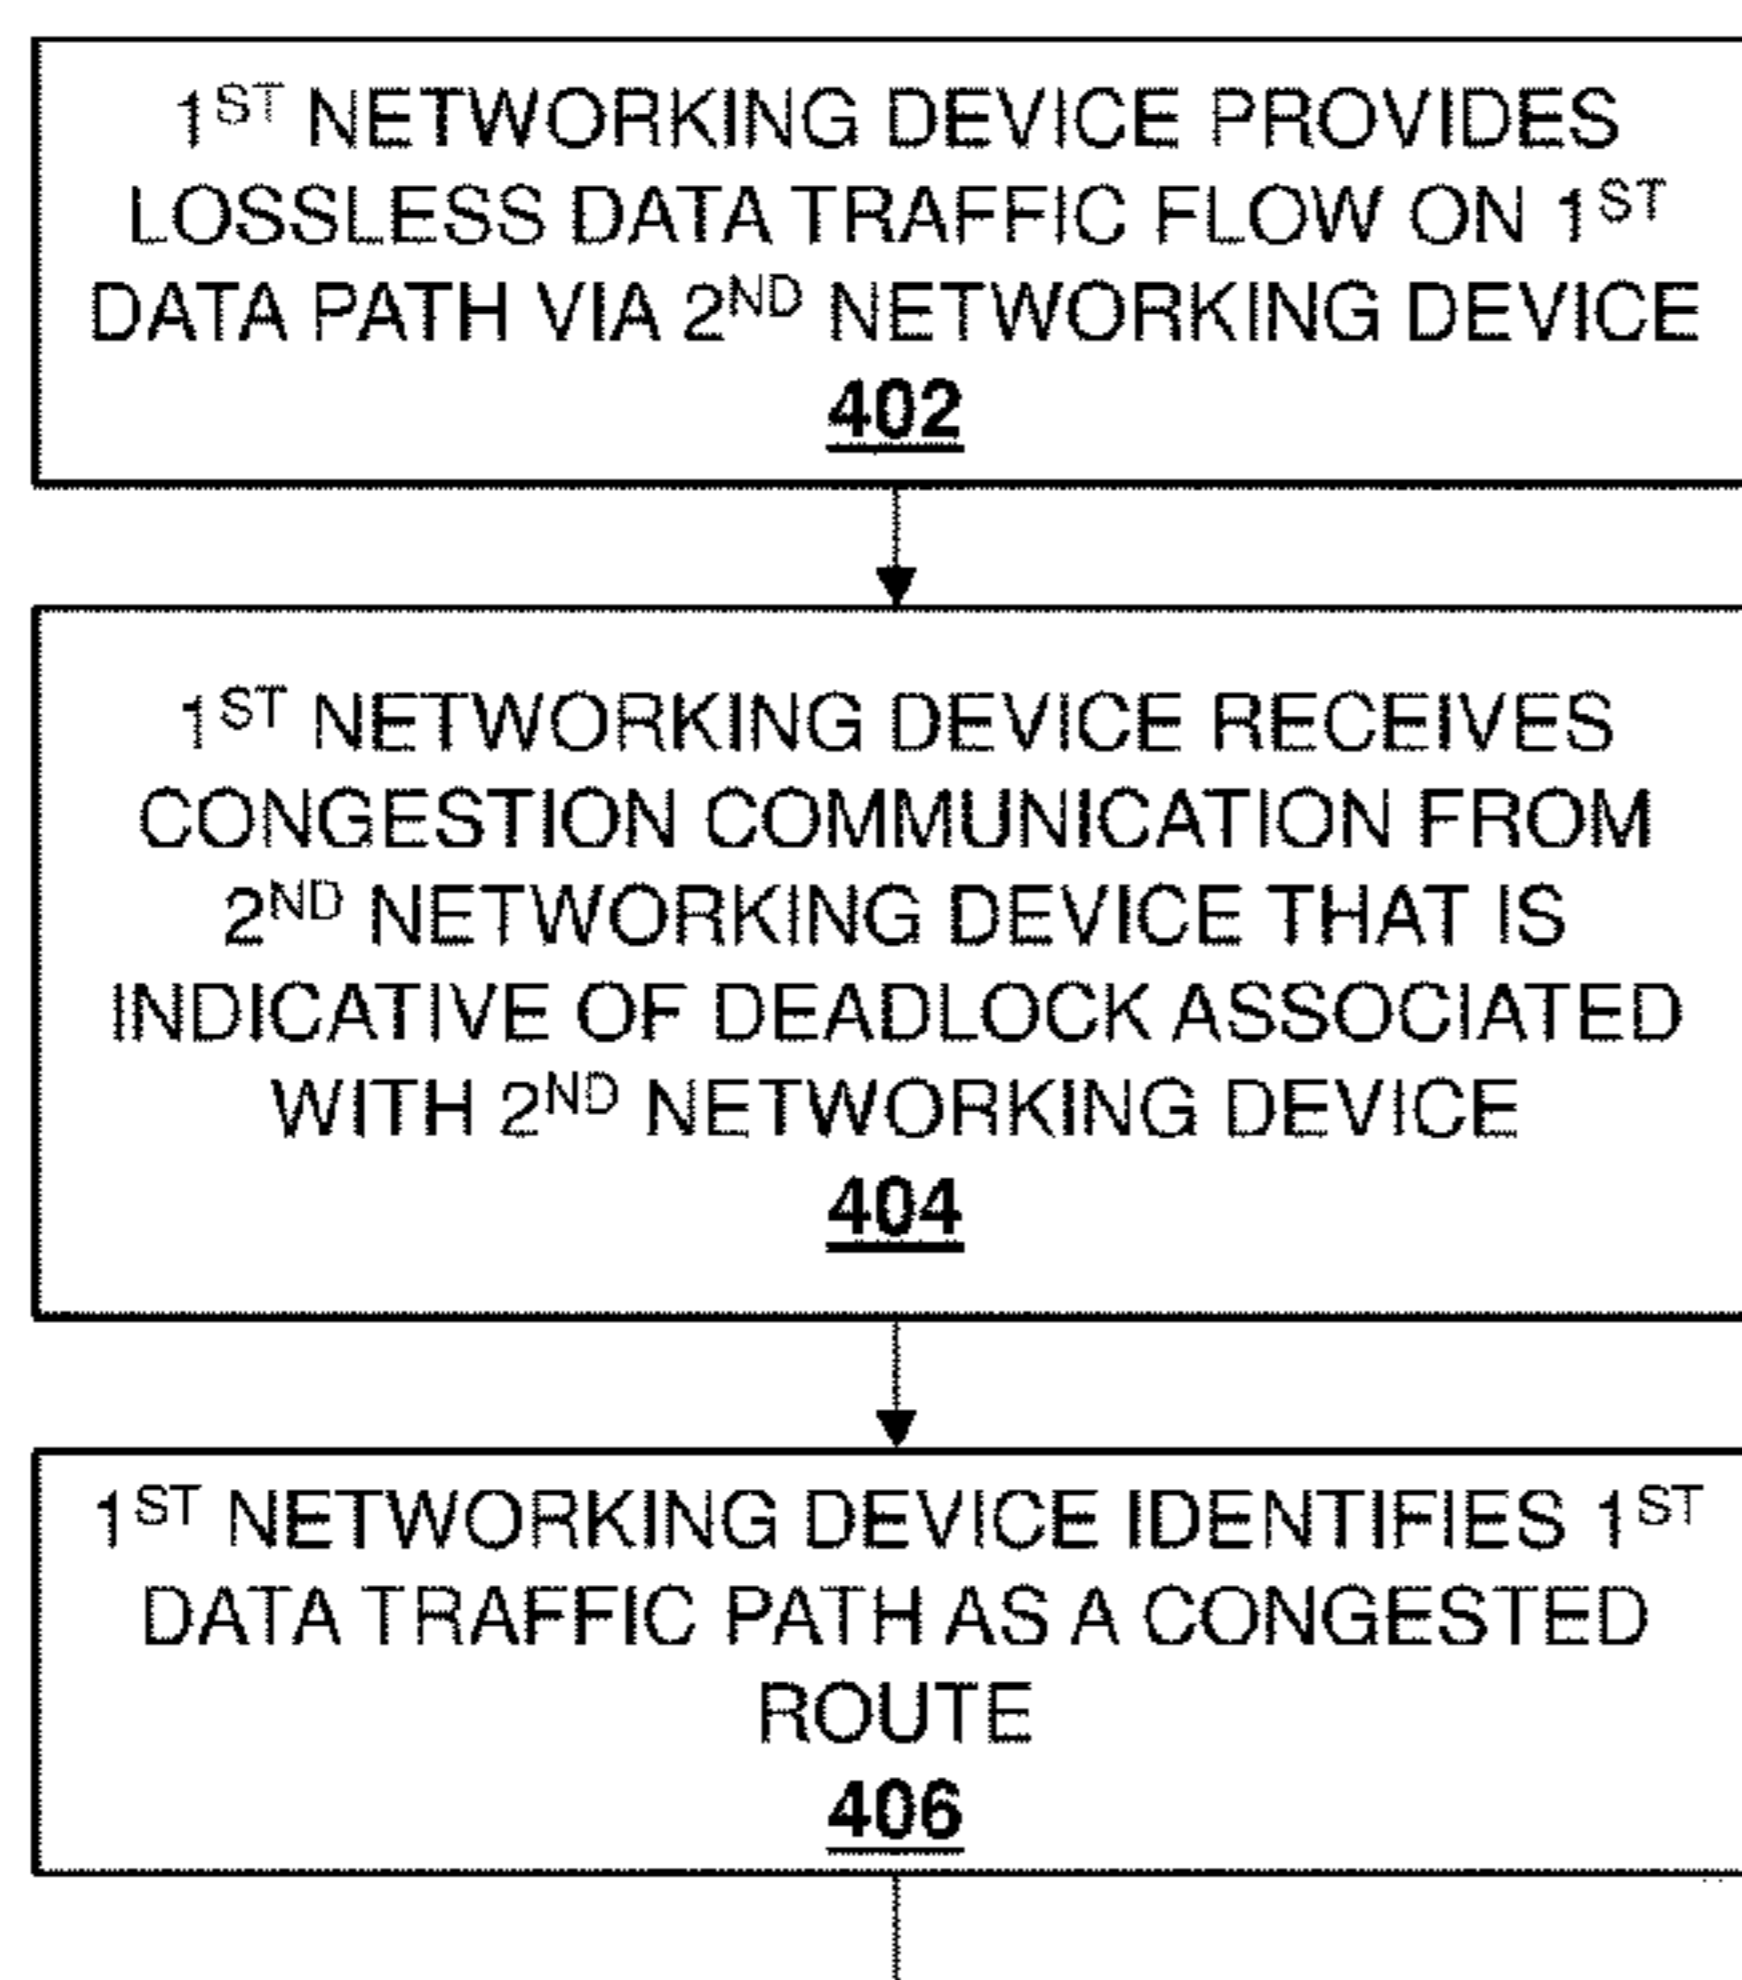 1ST NETWORKING DEVICE PROVIDES
LOSSLESS DATA TRAFFIC FLOW ON 1ST
DATA PATH VIA 2ND NETWORKING DEVICE
402
1ST NETWORKING DEVICE RECEIVES
CONGESTION COMMUNICATION FROM
2ND NETWORKING DEVICE THAT IS
INDICATIVE OF DEADLOCK ASSOCIATED
WITH 2ND NETWORKING DEVICE
404
1ST NETWORKING DEVICE IDENTIFIES 1ST
DATA TRAFFIC PATH AS A CONGESTED
ROUTE
406